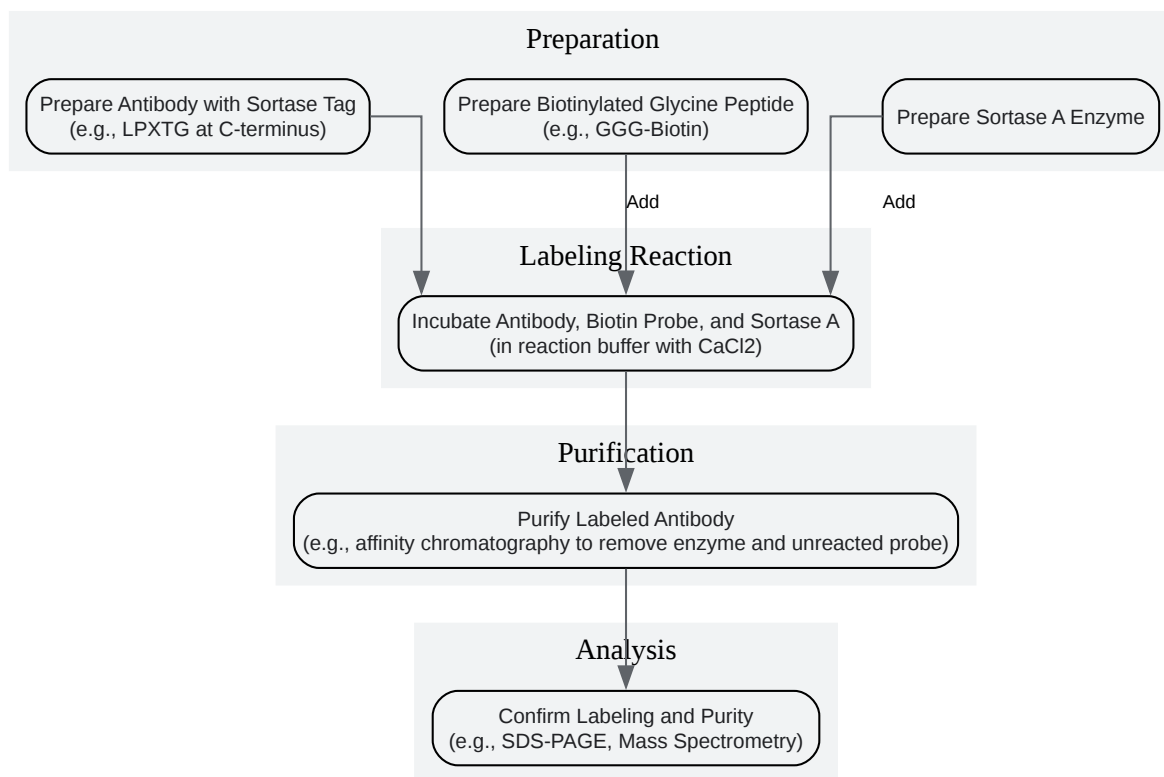 Preparation
Prepare Antibody with Sortase Tag
(e.g., LPXTG at C-terminus)
Prepare Biotinylated Glycine Peptide
(e.g., GGG-Biotin)
Prepare Sortase A Enzyme
Add
Add
Labeling Reaction
Incubate Antibody, Biotin Probe, and Sortase A
(in reaction buffer with CaCl2)
Purification
Purify Labeled Antibody
(e.g., affinity chromatography to remove enzyme and unreacted probe)
Analysis
Confirm Labeling and Purity
(e.g., SDS-PAGE, Mass Spectrometry)